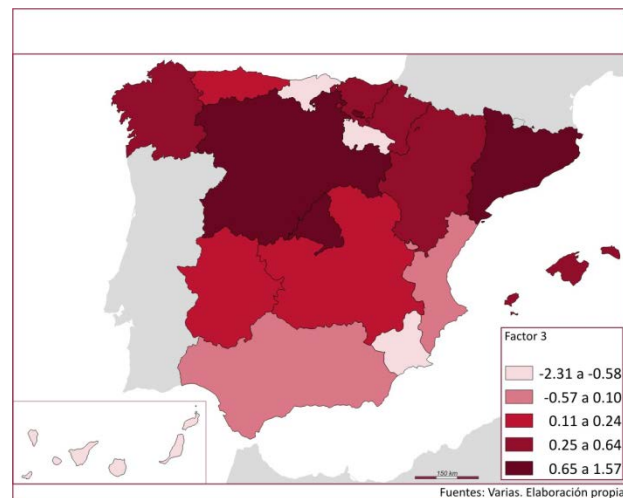 Factor 3
-2.31 a -0.58
-0.57 a 0.10
0.11 a 0.24
0.25 a 0.64
0.65 a 1.57
150 km
Fuentes: Varias. Elaboración propia